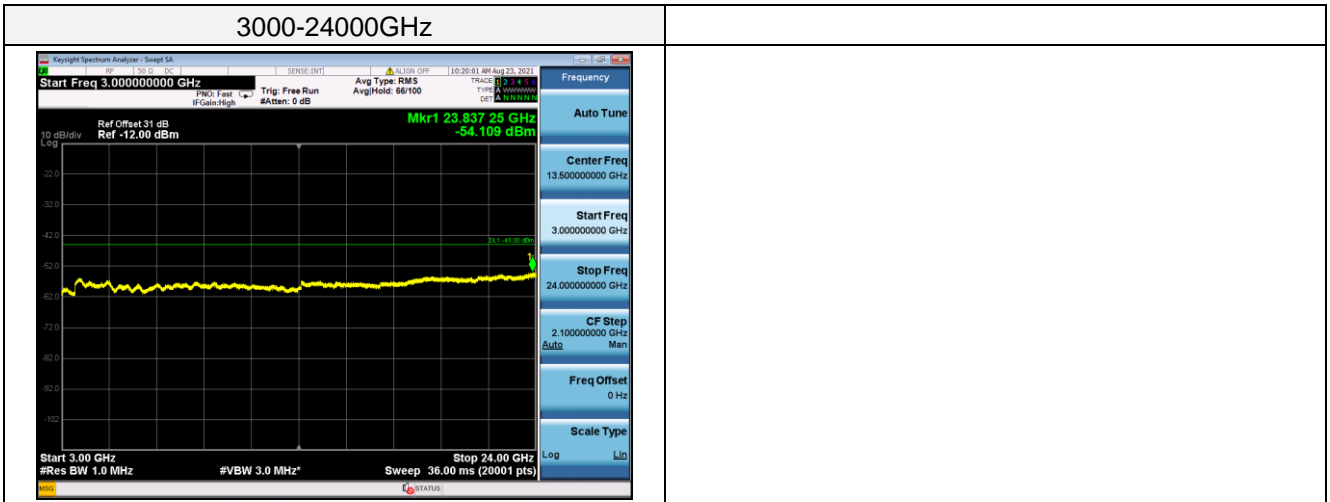 3000-24000GHz
Keysight Spectrum Analyzer - Swept SA
RF 50 Ω DC SENSE:INT ALIGN OFF 10:20:01 AM Aug 23, 2021
Start Freq 3.000000000 GHz
PNO: Fast
IFGain:High
Trig: Free Run
#Atten: 0 dB
Avg Type: RMS
Avg|Hold: 66/100
TRACE 1 2 3 4 5 6
TYPE A WWWWW
DET A N N N N N
Ref Offset 31 dB
10 dB/div Ref -12.00 dBm
Log
Mkr1 23.837 25 GHz
-54.109 dBm
-22.0
-32.0
-42.0
DL1 -45.00 dBm
1
-52.0
-62.0
-72.0
-82.0
-92.0
-102
Start 3.00 GHz Stop 24.00 GHz
#Res BW 1.0 MHz #VBW 3.0 MHz* Sweep 36.00 ms (20001 pts)
MSG STATUS
Frequency
Auto Tune
Center Freq
13.500000000 GHz
Start Freq
3.000000000 GHz
Stop Freq
24.000000000 GHz
CF Step
2.100000000 GHz
Auto Man
Freq Offset
0 Hz
Scale Type
Log Lin